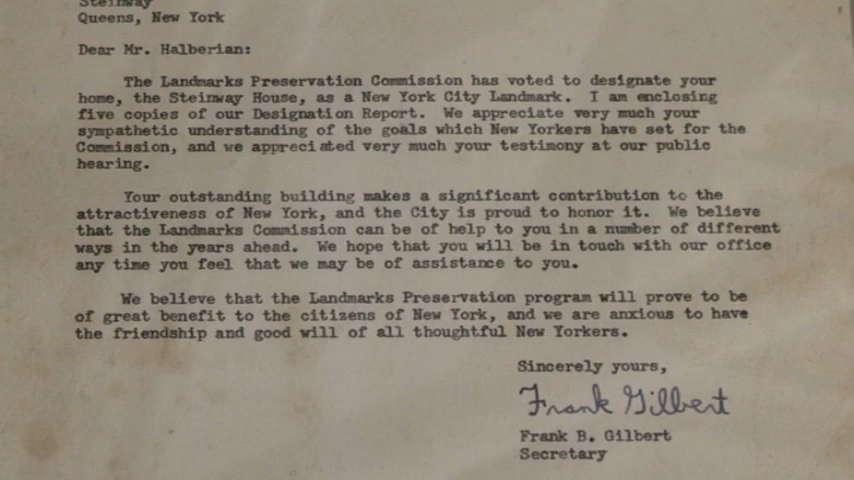 Steinway
Queens, New York
Dear Mr. Halberian:
The Landmarks Preservation Commission has voted to designate your
home, the Steinway House, as a New York City Landmark. I am enclosing
five copies of our Designation Report. We appreciate very much your
sympathetic understanding of the goals which New Yorkers have set for the
Commission, and we appreciated very much your testimony at our public
hearing.
Your outstanding building makes a significant contribution to the
attractiveness of New York, and the City is proud to honor it. We believe
that the Landmarks Commission can be of help to you in a number of different
ways in the years ahead. We hope that you will be in touch with our office
any time you feel that we may be of assistance to you.
We believe that the Landmarks Preservation program will prove to be
of great benefit to the citizens of New York, and we are anxious to have
the friendship and good will of all thoughtful New Yorkers.
Sincerely yours,
Frank Gilbert
Frank B. Gilbert
Secretary